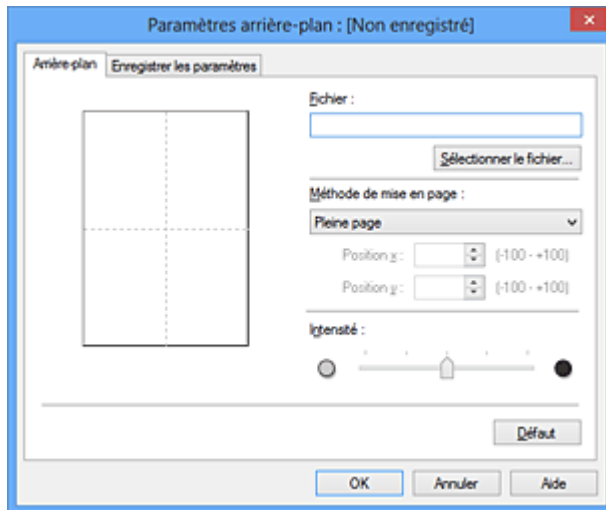 Paramètres arrière-plan : [Non enregistré]
Arrière-plan
Enregistrer les paramètres
Fichier :
Sélectionner le fichier...
Méthode de mise en page :
Pleine page
Position x : (-100 - +100)
Position y : (-100 - +100)
Intensité :
Défaut
OK Annuler Aide